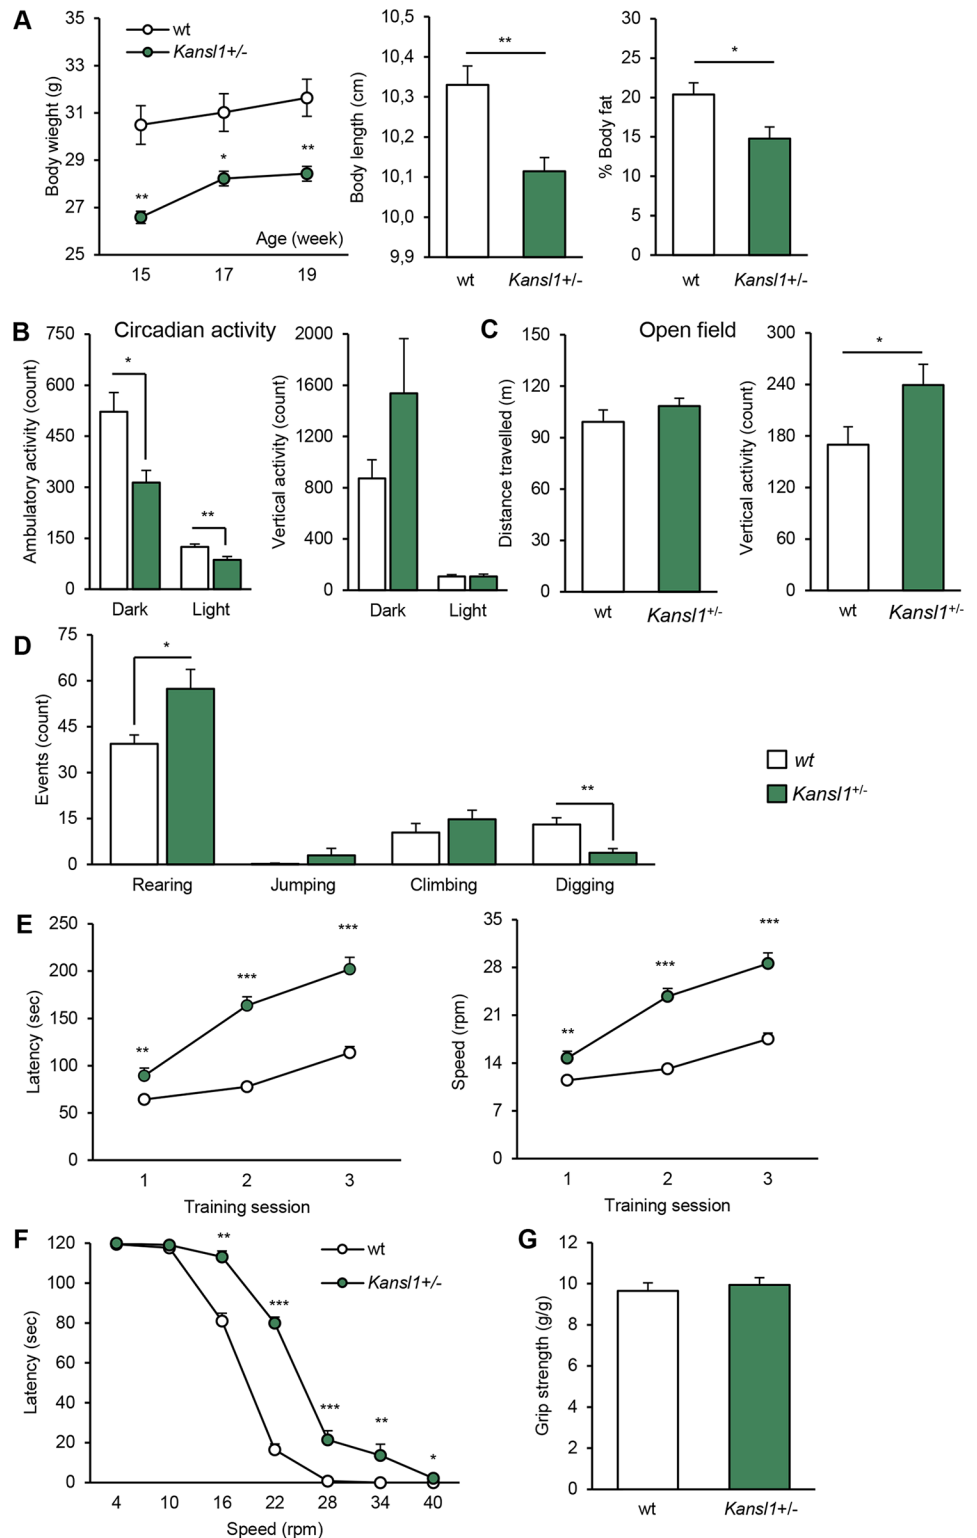 A
35
33
31
29
27
25
Body wieght (g)
wt
Kansl1+/-
**
*
**
Age (week)
15 17 19
10,5
10,4
10,3
10,2
10,1
10,0
9,9
Body length (cm)
**
wt Kansl1+/-
30
25
20
15
10
5
0
% Body fat
*
wt Kansl1+/-
B
Circadian activity
750
600
450
300
150
0
Ambulatory activity (count)
*
**
Dark Light
2000
1600
1200
800
400
0
Vertical activity (count)
Dark Light
C
Open field
150
120
90
60
30
0
Distance travelled (m)
wt Kansl1+/-
300
240
180
120
60
0
Vertical activity (count)
*
wt Kansl1+/-
D
75
60
45
30
15
0
Events (count)
*
**
Rearing Jumping Climbing Digging
wt
Kansl1+/-
E
250
200
150
100
50
0
Latency (sec)
**
***
***
1 2 3
Training session
35
28
21
14
7
0
Speed (rpm)
**
***
***
1 2 3
Training session
F
120
100
80
60
40
20
0
Latency (sec)
wt
Kansl1+/-
**
***
***
**
*
4 10 16 22 28 34 40
Speed (rpm)
G
12
10
8
6
4
2
0
Grip strength (g/g)
wt Kansl1+/-